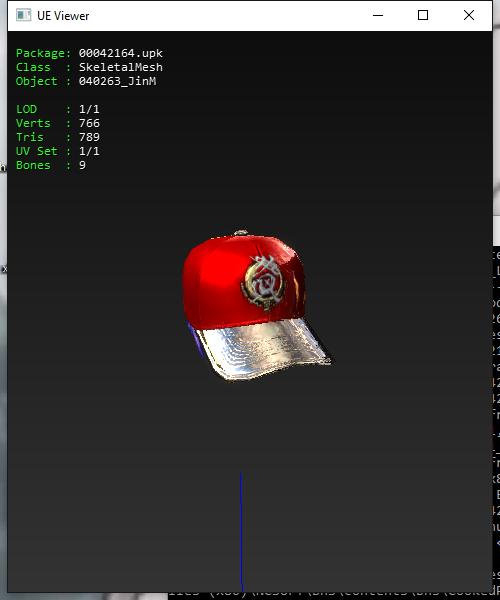 UE Viewer
Package: 00042164.upk
Class : SkeletalMesh
Object : 040263_JinM
LOD : 1/1
Verts : 766
Tris : 789
UV Set : 1/1
Bones : 9